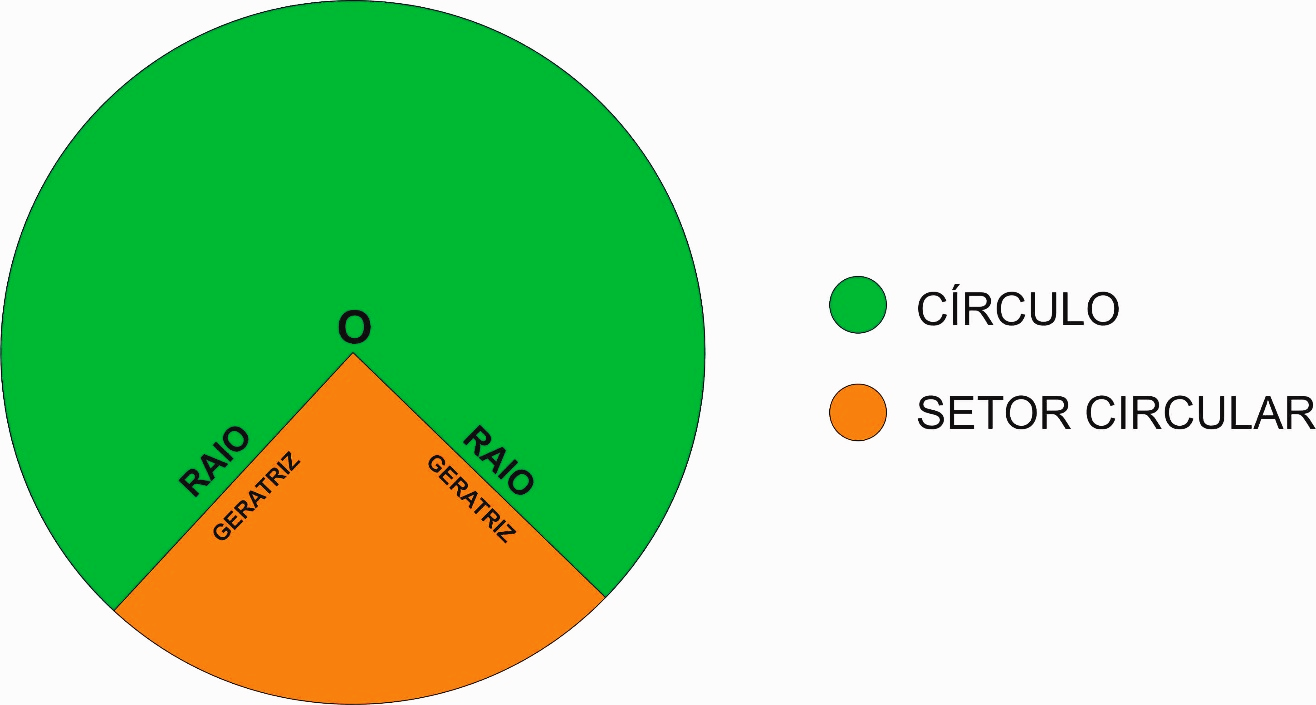 O
RAIO
GERATRIZ
RAIO
GERATRIZ
CÍRCULO
SETOR CIRCULAR